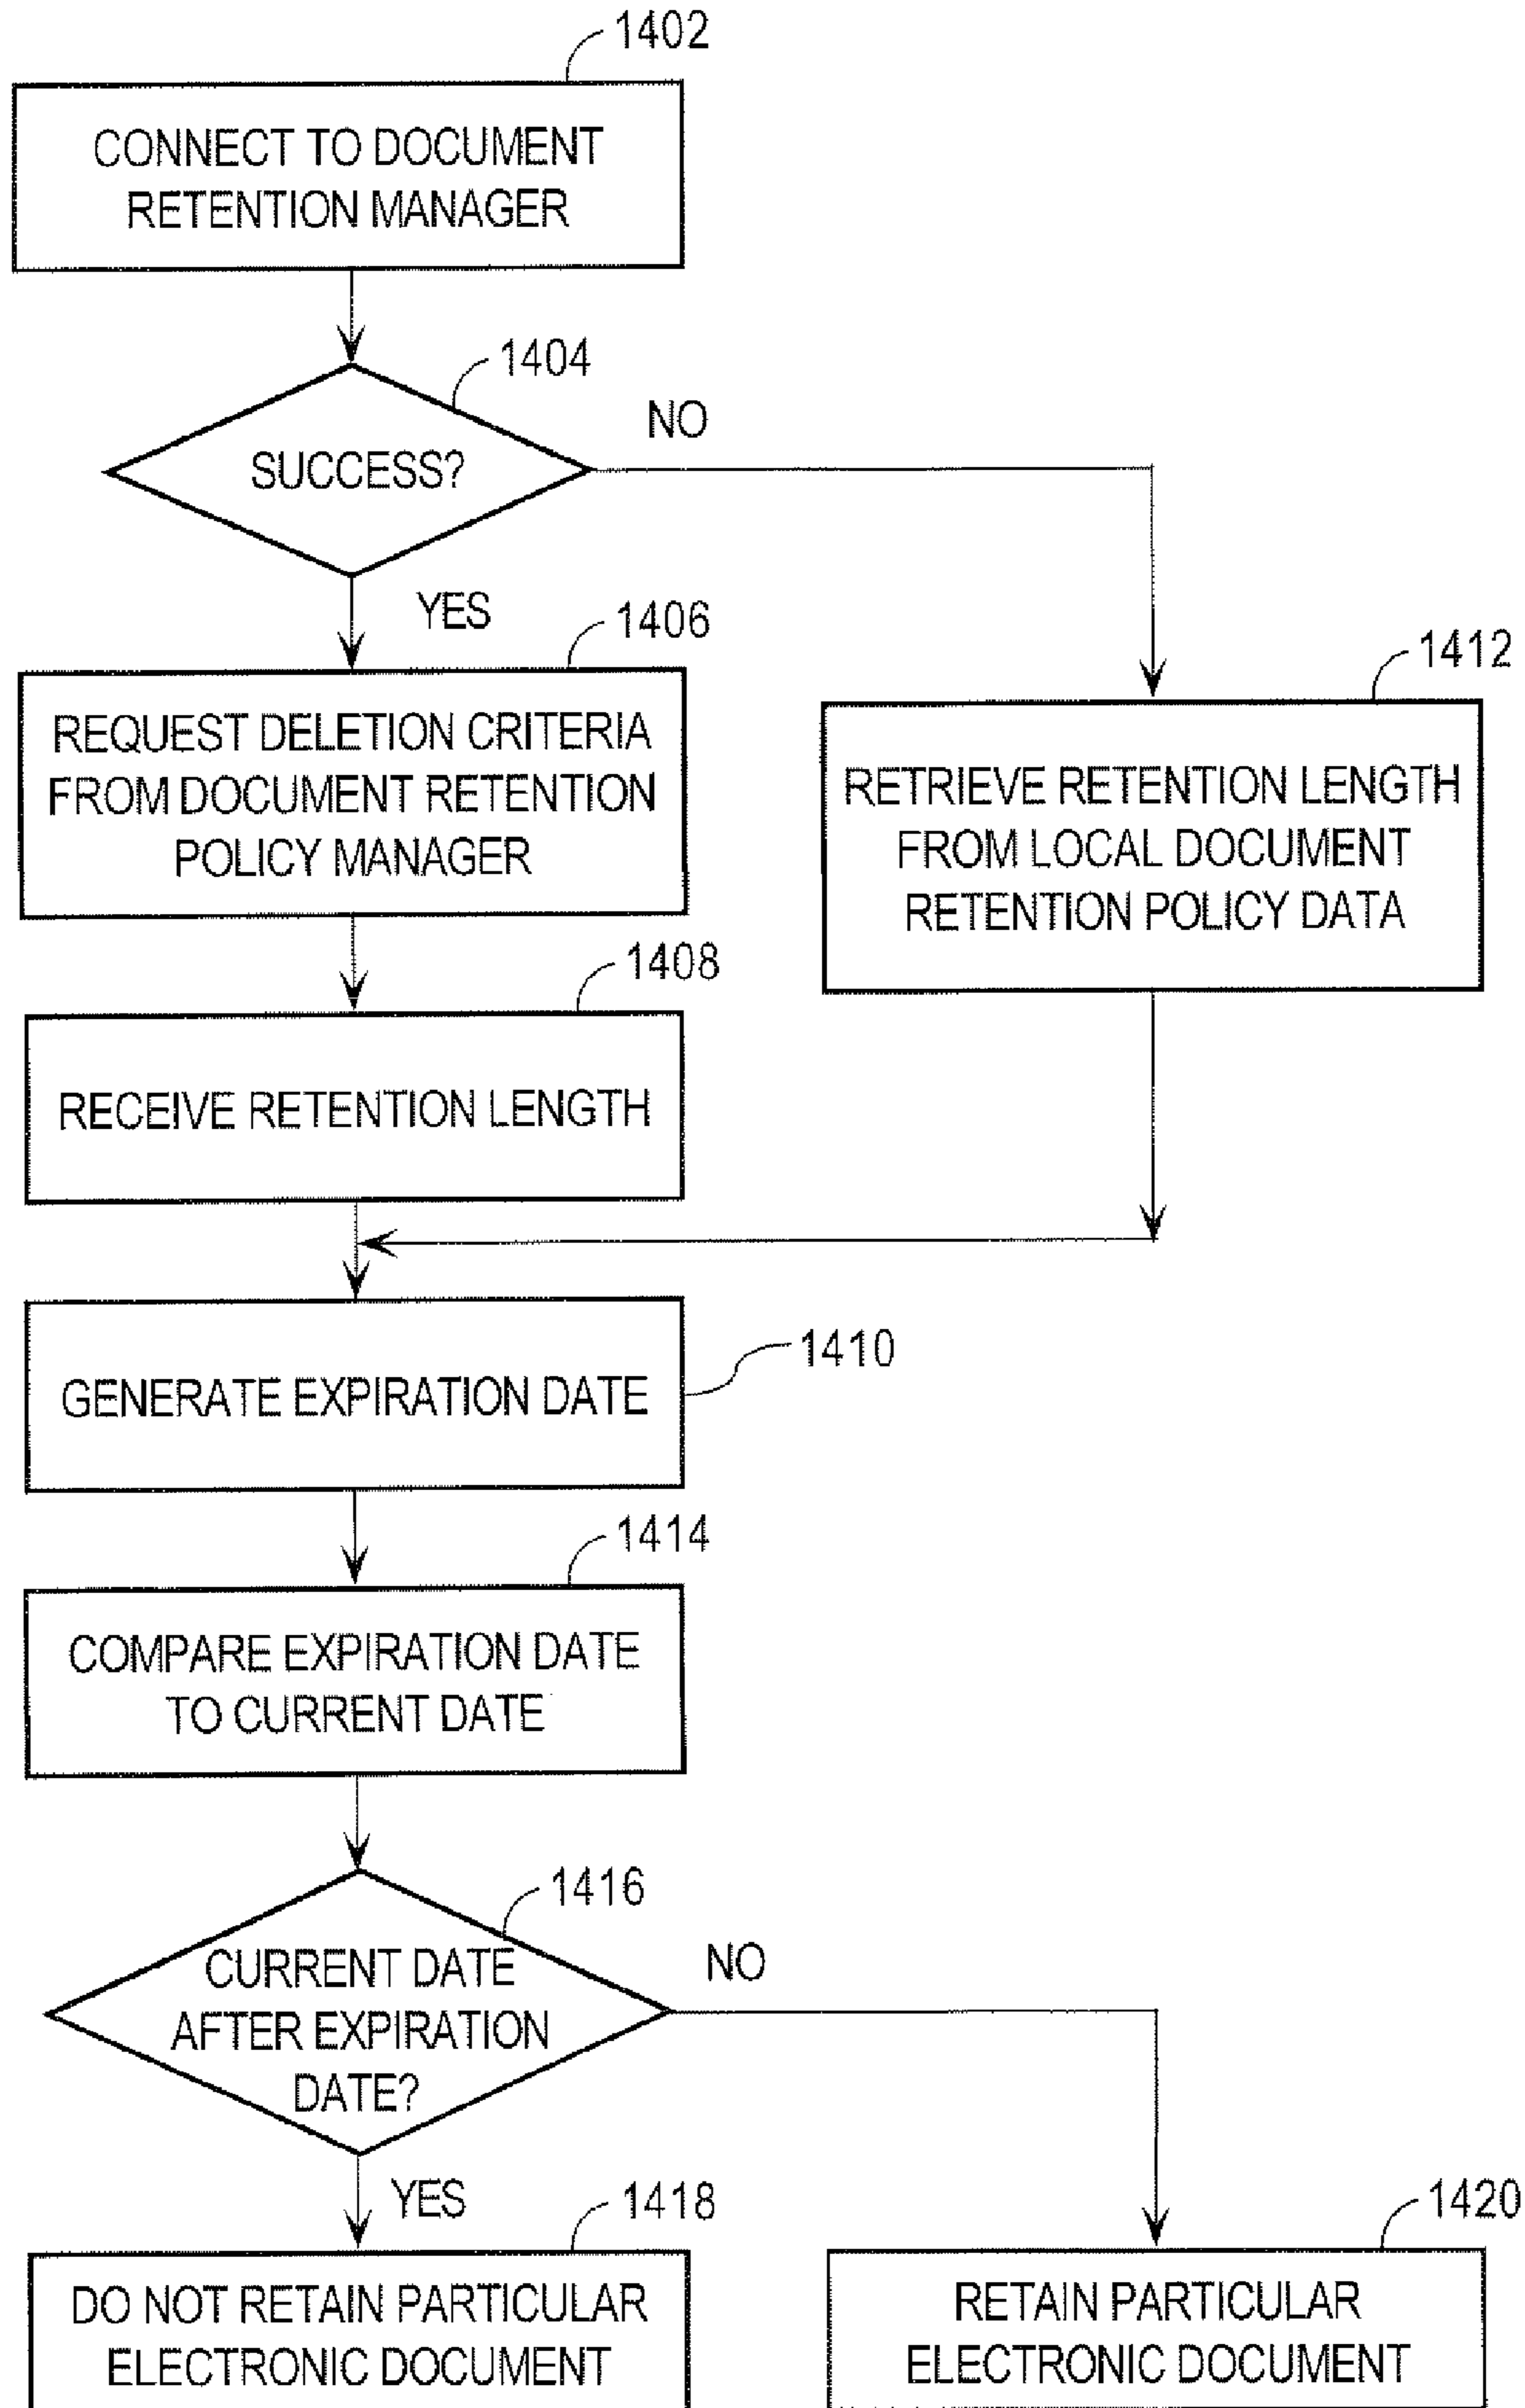 1402
CONNECT TO DOCUMENT
RETENTION MANAGER
1404
SUCCESS?
NO
YES
1406
REQUEST DELETION CRITERIA
FROM DOCUMENT RETENTION
POLICY MANAGER
1412
RETRIEVE RETENTION LENGTH
FROM LOCAL DOCUMENT
RETENTION POLICY DATA
1408
RECEIVE RETENTION LENGTH
1410
GENERATE EXPIRATION DATE
1414
COMPARE EXPIRATION DATE
TO CURRENT DATE
1416
CURRENT DATE
AFTER EXPIRATION
DATE?
NO
YES
1418
DO NOT RETAIN PARTICULAR
ELECTRONIC DOCUMENT
1420
RETAIN PARTICULAR
ELECTRONIC DOCUMENT